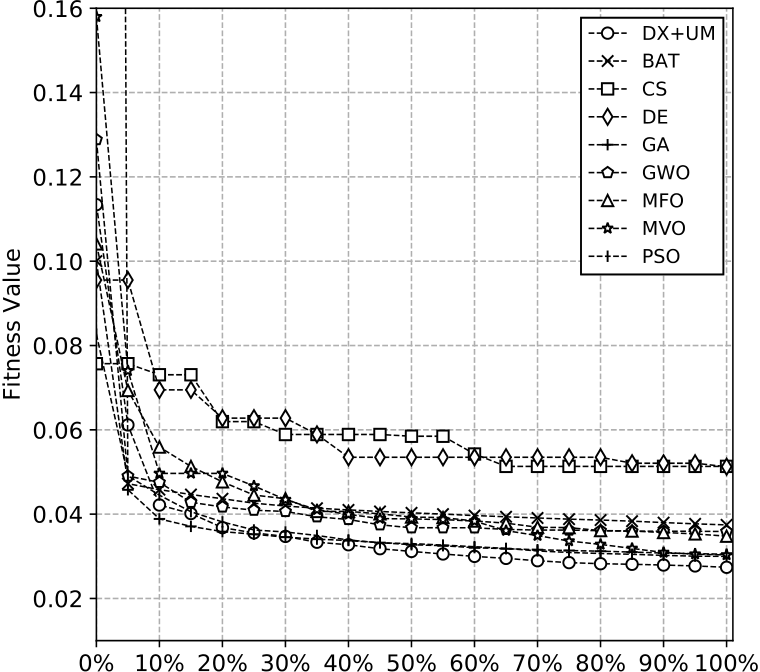 0.16
0.14
0.12
0.10
0.08
0.06
0.04
0.02
Fitness Value
DX+UM
BAT
CS
DE
GA
GWO
MFO
MVO
PSO
0% 10% 20% 30% 40% 50% 60% 70% 80% 90% 100%